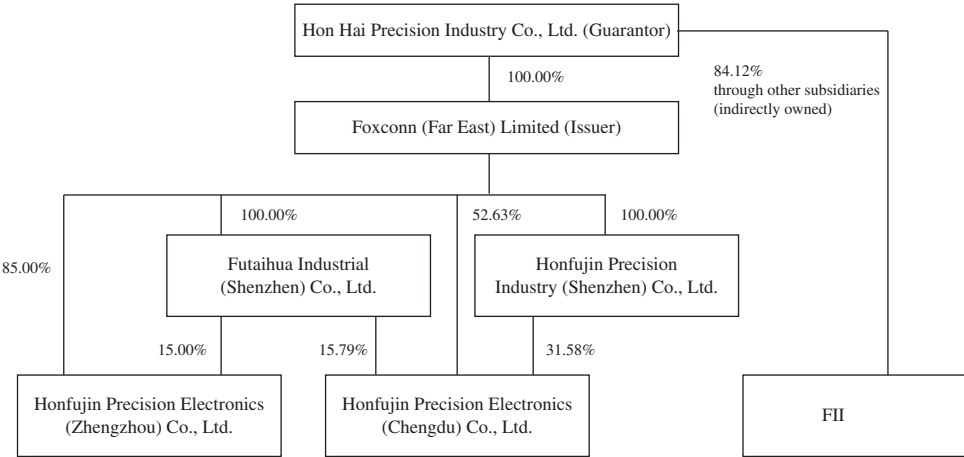 Hon Hai Precision Industry Co., Ltd. (Guarantor)
100.00%
84.12%
through other subsidiaries
(indirectly owned)
Foxconn (Far East) Limited (Issuer)
100.00%
52.63%
100.00%
85.00%
Futaihua Industrial
(Shenzhen) Co., Ltd.
Honfujin Precision
Industry (Shenzhen) Co., Ltd.
15.00%
15.79%
31.58%
Honfujin Precision Electronics
(Zhengzhou) Co., Ltd.
Honfujin Precision Electronics
(Chengdu) Co., Ltd.
FII